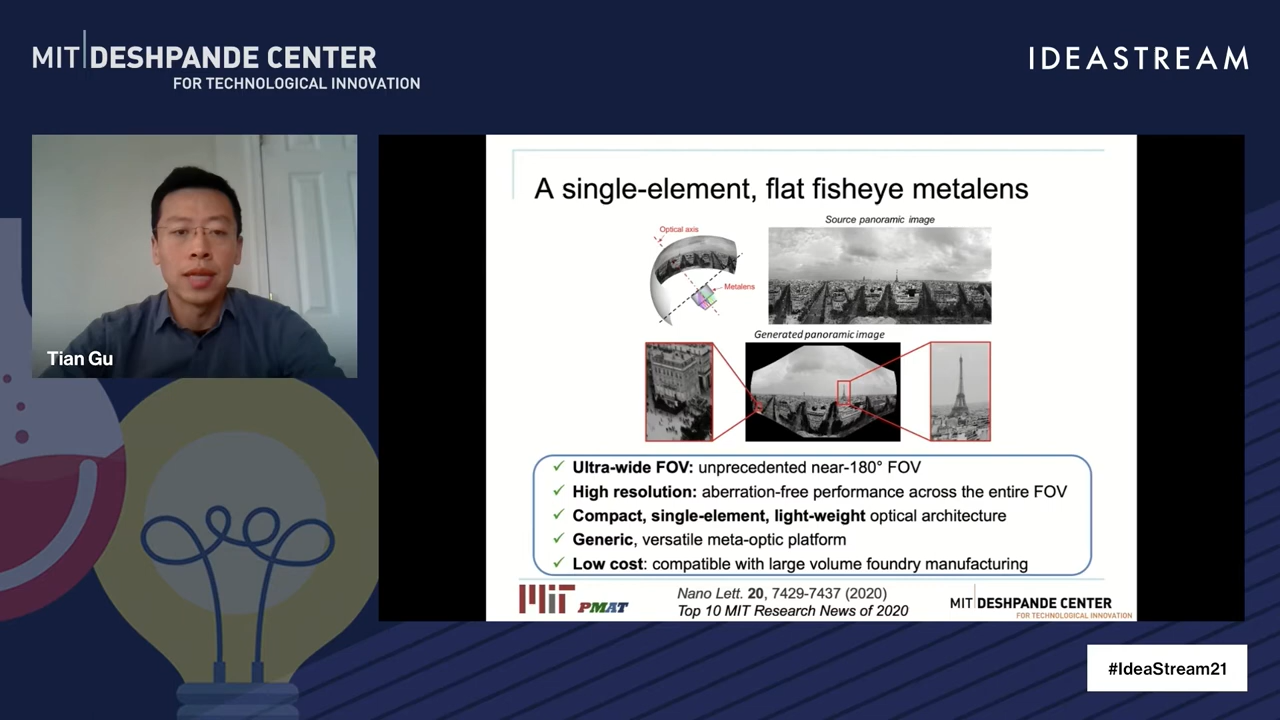 MIT DESHPANDE CENTER
FOR TECHNOLOGICAL INNOVATION
IDEASTREAM
Tian Gu
A single-element, flat fisheye metalens
Source panoramic image
Optical axis
Metalens
Generated panoramic image
✓ Ultra-wide FOV: unprecedented near-180° FOV
✓ High resolution: aberration-free performance across the entire FOV
✓ Compact, single-element, light-weight optical architecture
✓ Generic, versatile meta-optic platform
✓ Low cost: compatible with large volume foundry manufacturing
MIT PMAT
Nano Lett. 20, 7429-7437 (2020)
Top 10 MIT Research News of 2020
MIT DESHPANDE CENTER
FOR TECHNOLOGICAL INNOVATION
#IdeaStream21